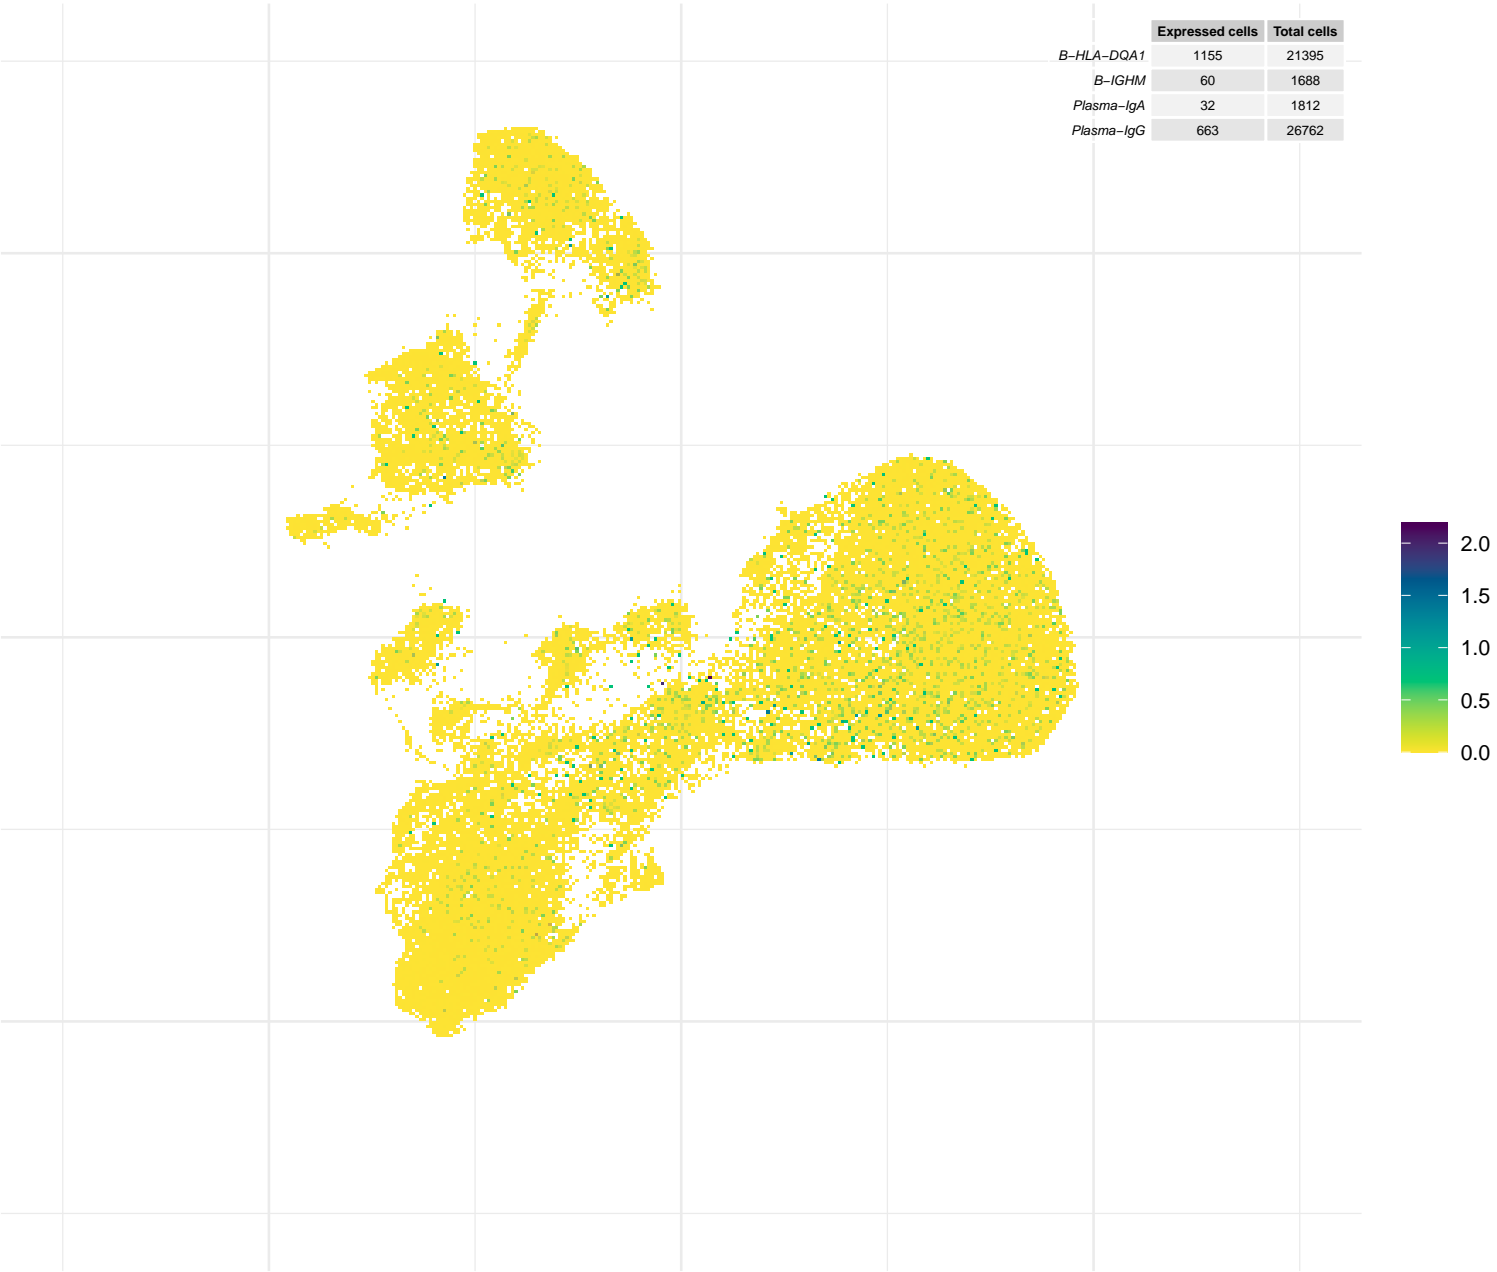 Expressed cells Total cells
B−HLA−DQA1 1155 21395
B−IGHM 60 1688
Plasma−IgA 32 1812
Plasma−IgG 663 26762
2.0
1.5
1.0
0.5
0.0